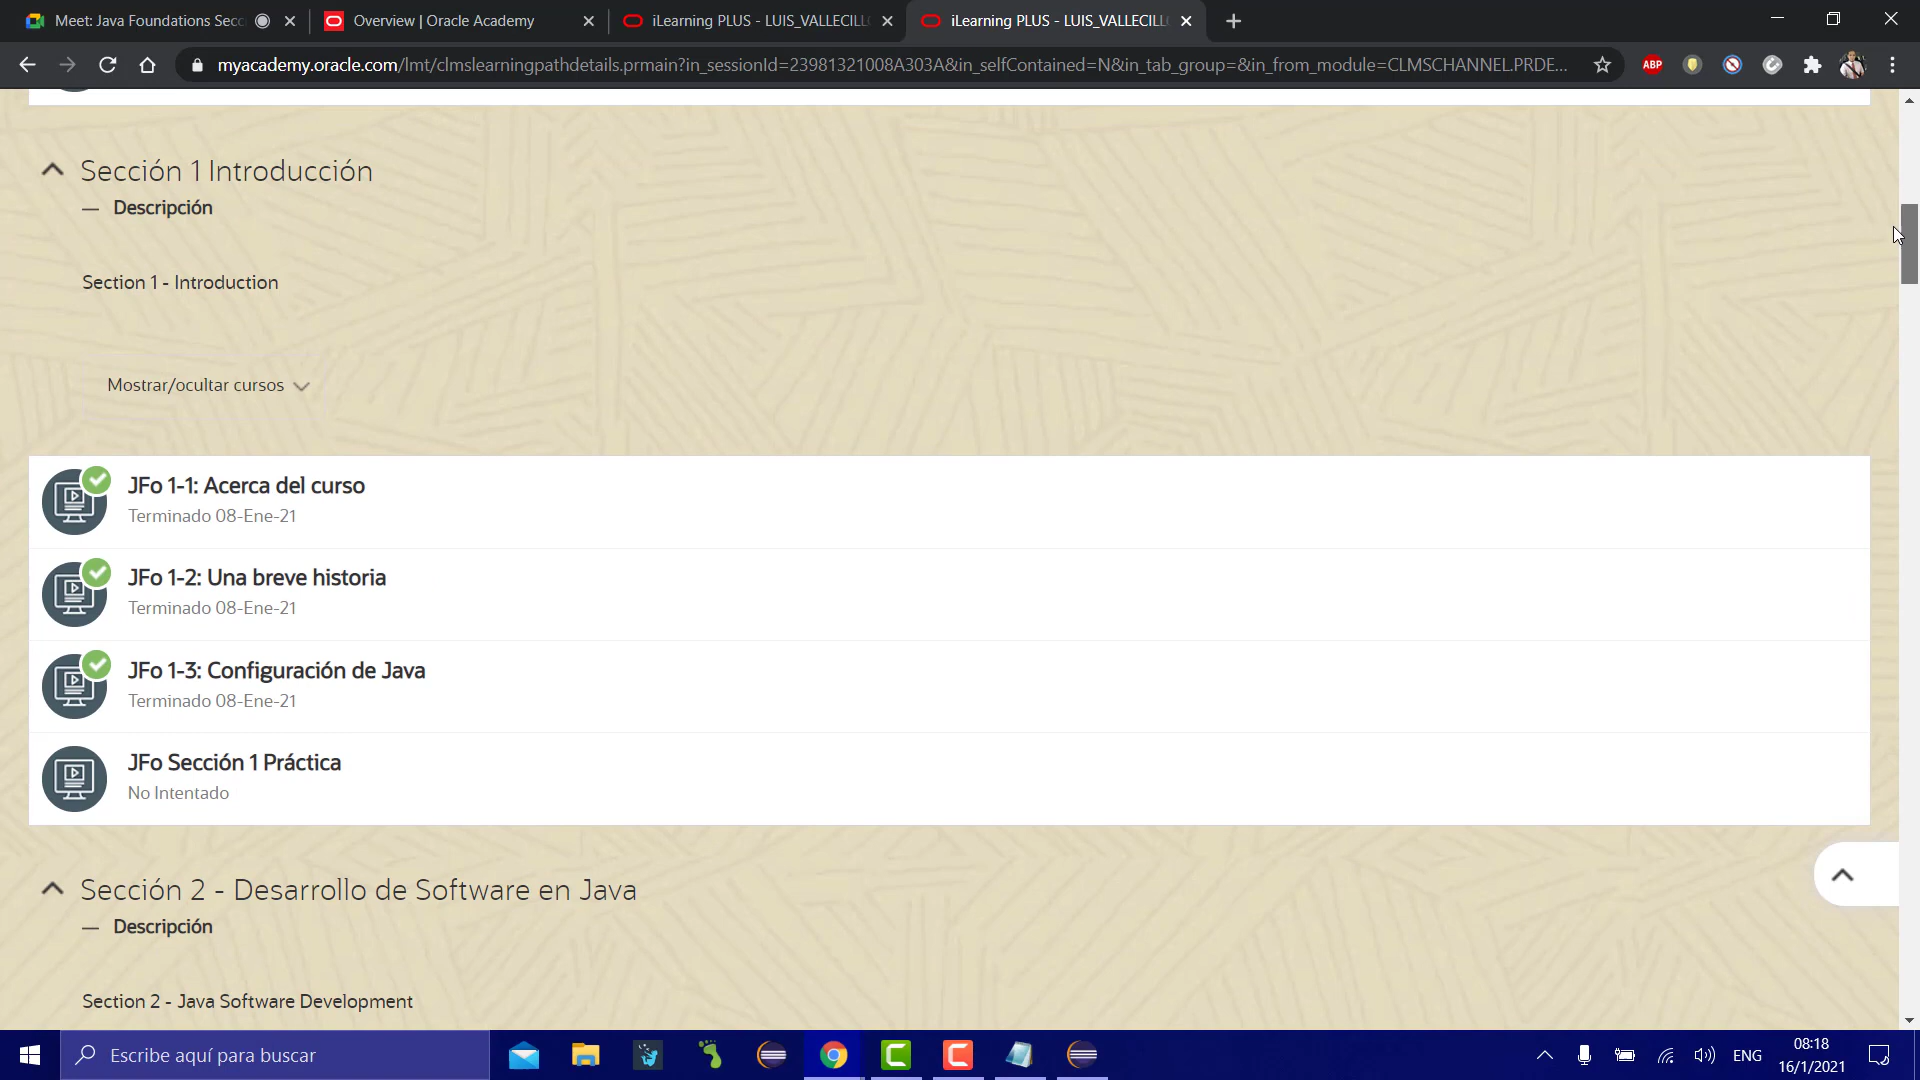 Meet: Java Foundations Secc
Overview | Oracle Academy
iLearning PLUS - LUIS_VALLECILL
iLearning PLUS - LUIS_VALLECILL
myacademy.oracle.com/lmt/clmslearningpathdetails.prmain?in_sessionId=23981321008A303A&in_selfContained=N&in_tab_group=&in_from_module=CLMSCHANNEL.PRDE...
ABP
Sección 1 Introducción
— Descripción
Section 1 - Introduction
Mostrar/ocultar cursos
JFo 1-1: Acerca del curso
Terminado 08-Ene-21
JFo 1-2: Una breve historia
Terminado 08-Ene-21
JFo 1-3: Configuración de Java
Terminado 08-Ene-21
JFo Sección 1 Práctica
No Intentado
Sección 2 - Desarrollo de Software en Java
— Descripción
Section 2 - Java Software Development
Escribe aquí para buscar
ENG
08:18
16/1/2021